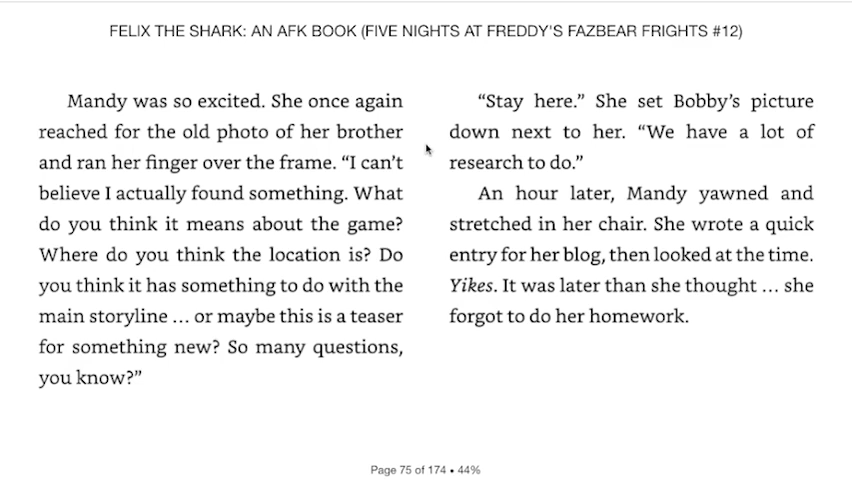 FELIX THE SHARK: AN AFK BOOK (FIVE NIGHTS AT FREDDY'S FAZBEAR FRIGHTS #12)
Mandy was so excited. She once again
reached for the old photo of her brother
and ran her finger over the frame. “I can’t
believe I actually found something. What
do you think it means about the game?
Where do you think the location is? Do
you think it has something to do with the
main storyline ... or maybe this is a teaser
for something new? So many questions,
you know?”
“Stay here.” She set Bobby’s picture
down next to her. “We have a lot of
research to do.”
An hour later, Mandy yawned and
stretched in her chair. She wrote a quick
entry for her blog, then looked at the time.
Yikes. It was later than she thought ... she
forgot to do her homework.
Page 75 of 174 • 44%